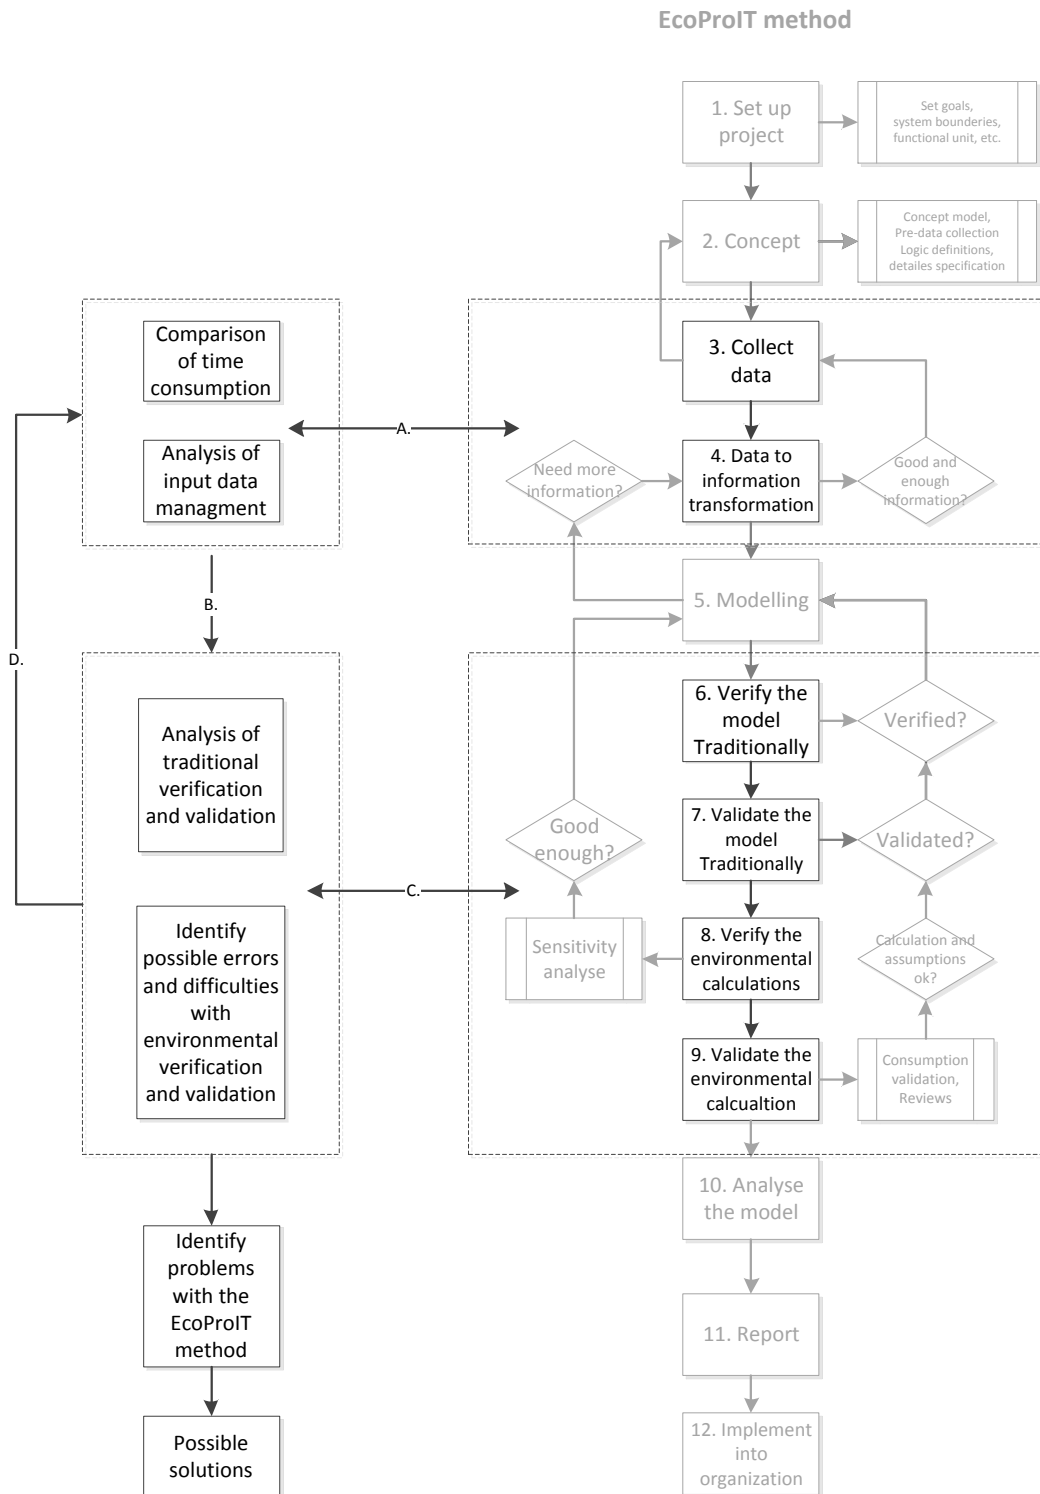 EcoProIT method
1. Set up
project
Set goals,
system bounderies,
functional unit, etc.
2. Concept
Concept model,
Pre-data collection
Logic definitions,
detailes specification
Comparison
of time
consumption
3. Collect
data
A.
Analysis of
input data
managment
Need more
information?
4. Data to
information
transformation
Good and
enough
information?
B.
5. Modelling
D.
Analysis of
traditional
verification
and validation
6. Verify the
model
Traditionally
Verified?
Good
enough?
7. Validate the
model
Traditionally
Validated?
C.
Identify
possible errors
and difficulties
with
environmental
verification
and validation
Sensitivity
analyse
8. Verify the
environmental
calculations
Calculation and
assumptions
ok?
9. Validate the
environmental
calcualtion
Consumption
validation,
Reviews
10. Analyse
the model
Identify
problems
with the
EcoProIT
method
11. Report
Possible
solutions
12. Implement
into
organization